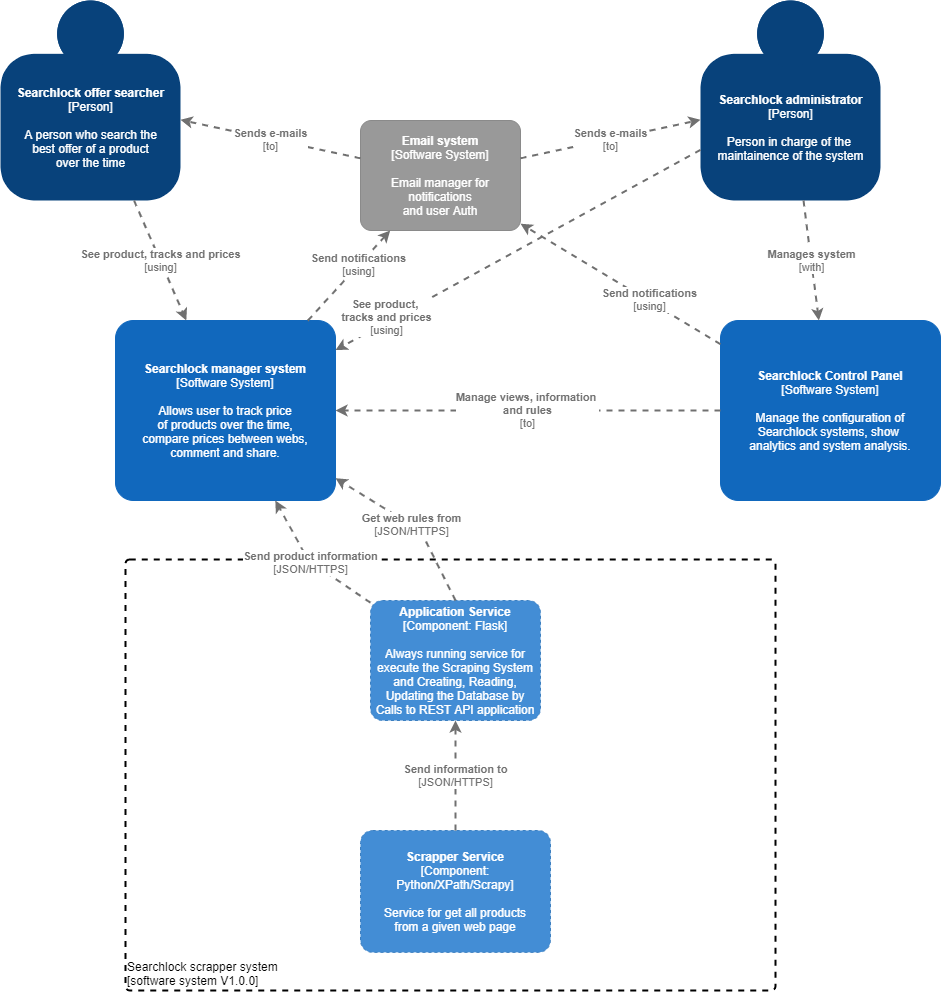 Searchlock offer searcher
[Person]
A person who search the
best offer of a product
over the time
Searchlock administrator
[Person]
Person in charge of the
maintainence of the system
Sends e-mails
[to]
Email system
[Software System]
Email manager for
notifications
and user Auth
Sends e-mails
[to]
See product, tracks and prices
[using]
Send notifications
[using]
Manages system
[with]
See product,
tracks and prices
[using]
Send notifications
[using]
Searchlock manager system
[Software System]
Allows user to track price
of products over the time,
compare prices between webs,
comment and share.
Manage views, information
and rules
[to]
Searchlock Control Panel
[Software System]
Manage the configuration of
Searchlock systems, show
analytics and system analysis.
Get web rules from
[JSON/HTTPS]
Send product information
[JSON/HTTPS]
Application Service
[Component: Flask]
Always running service for
execute the Scraping System
and Creating, Reading,
Updating the Database by
Calls to REST API application
Send information to
[JSON/HTTPS]
Scrapper Service
[Component:
Python/XPath/Scrapy]
Service for get all products
from a given web page
Searchlock scrapper system
[software system V1.0.0]